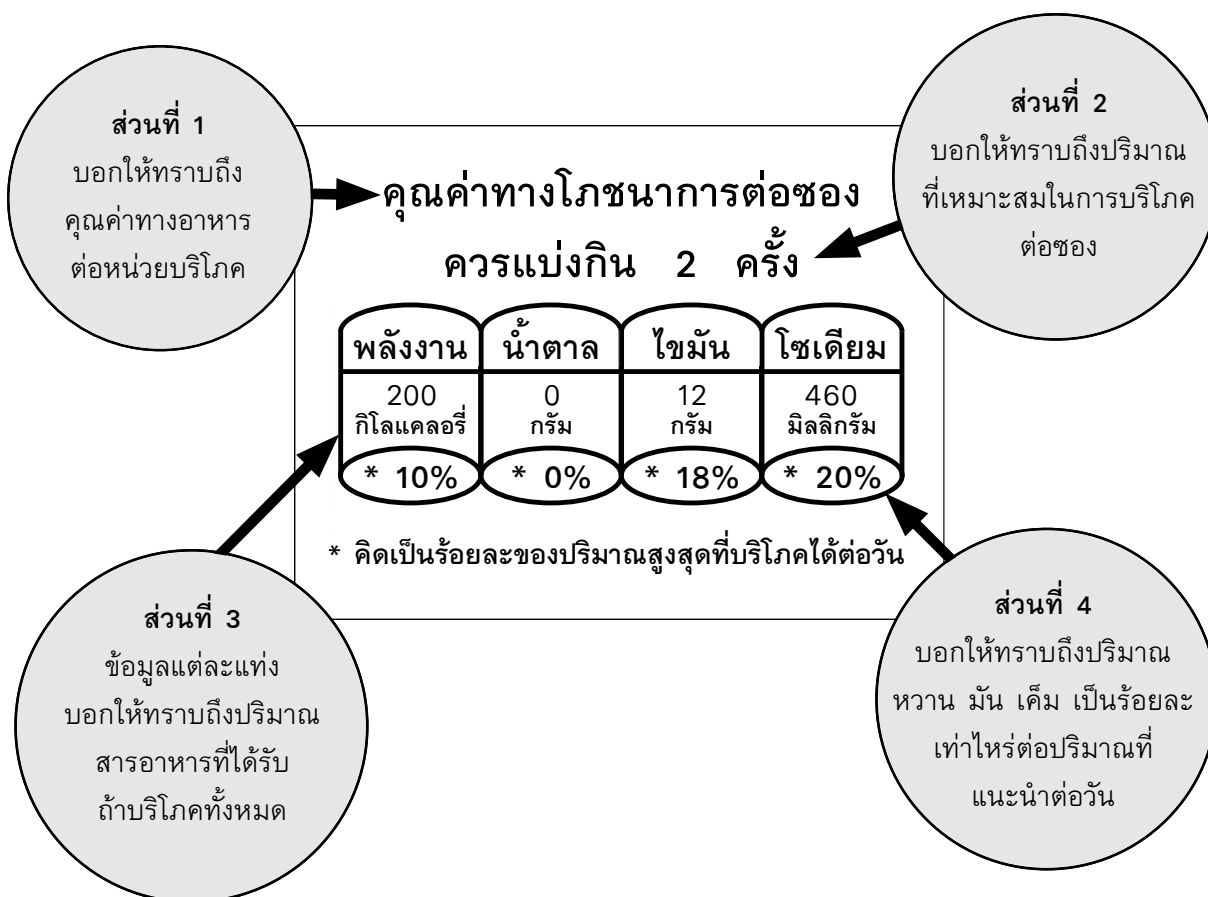 ส่วนที่ 1
บอกให้ทราบถึง
คุณค่าทางอาหาร
ต่อหน่วยบริโภค
ส่วนที่ 2
บอกให้ทราบถึงปริมาณ
ที่เหมาะสมในการบริโภค
ต่อซอง
คุณค่าทางโภชนาการต่อซอง
ควรแบ่งกิน 2 ครั้ง
พลังงาน น้ำตาล ไขมัน โซเดียม
200 0 12 460
กิโลแคลอรี่ กรัม กรัม มิลลิกรัม
* 10% * 0% * 18% * 20%
* คิดเป็นร้อยละของปริมาณสูงสุดที่บริโภคได้ต่อวัน
ส่วนที่ 3
ข้อมูลแต่ละแท่ง
บอกให้ทราบถึงปริมาณ
สารอาหารที่ได้รับ
ถ้าบริโภคทั้งหมด
ส่วนที่ 4
บอกให้ทราบถึงปริมาณ
หวาน มัน เค็ม เป็นร้อยละ
เท่าไหร่ต่อปริมาณที่
แนะนำต่อวัน